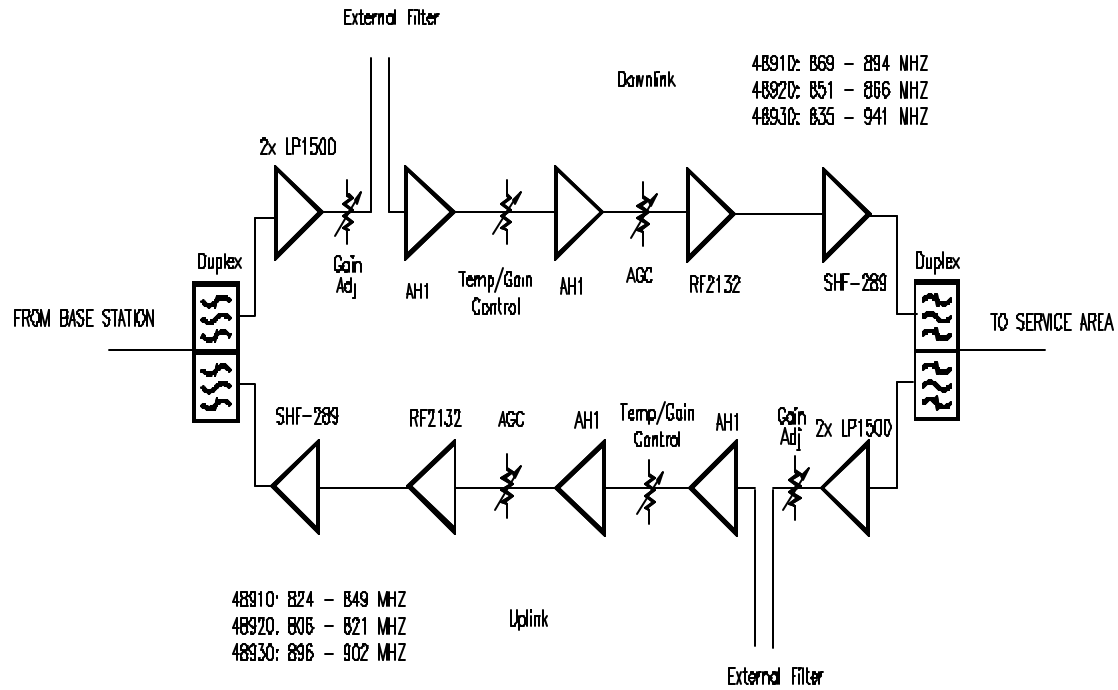 External Filter
Downlink
48910: 869 - 894 MHZ
48920: 851 - 866 MHZ
48930: 835 - 941 MHZ
2x LP1500
Duplex
Gain
Adj
AH1
Temp/Gain
Control
AH1
AGC
RF2132
SHF-289
Duplex
FROM BASE STATION
TO SERVICE AREA
SHF-289
RF2132
AGC
AH1
Temp/Gain
Control
AH1
Gain
Adj
2x LP1500
48910: 824 - 849 MHZ
48920. 806 - 821 MHZ
48930: 896 - 902 MHZ
Uplink
External Filter